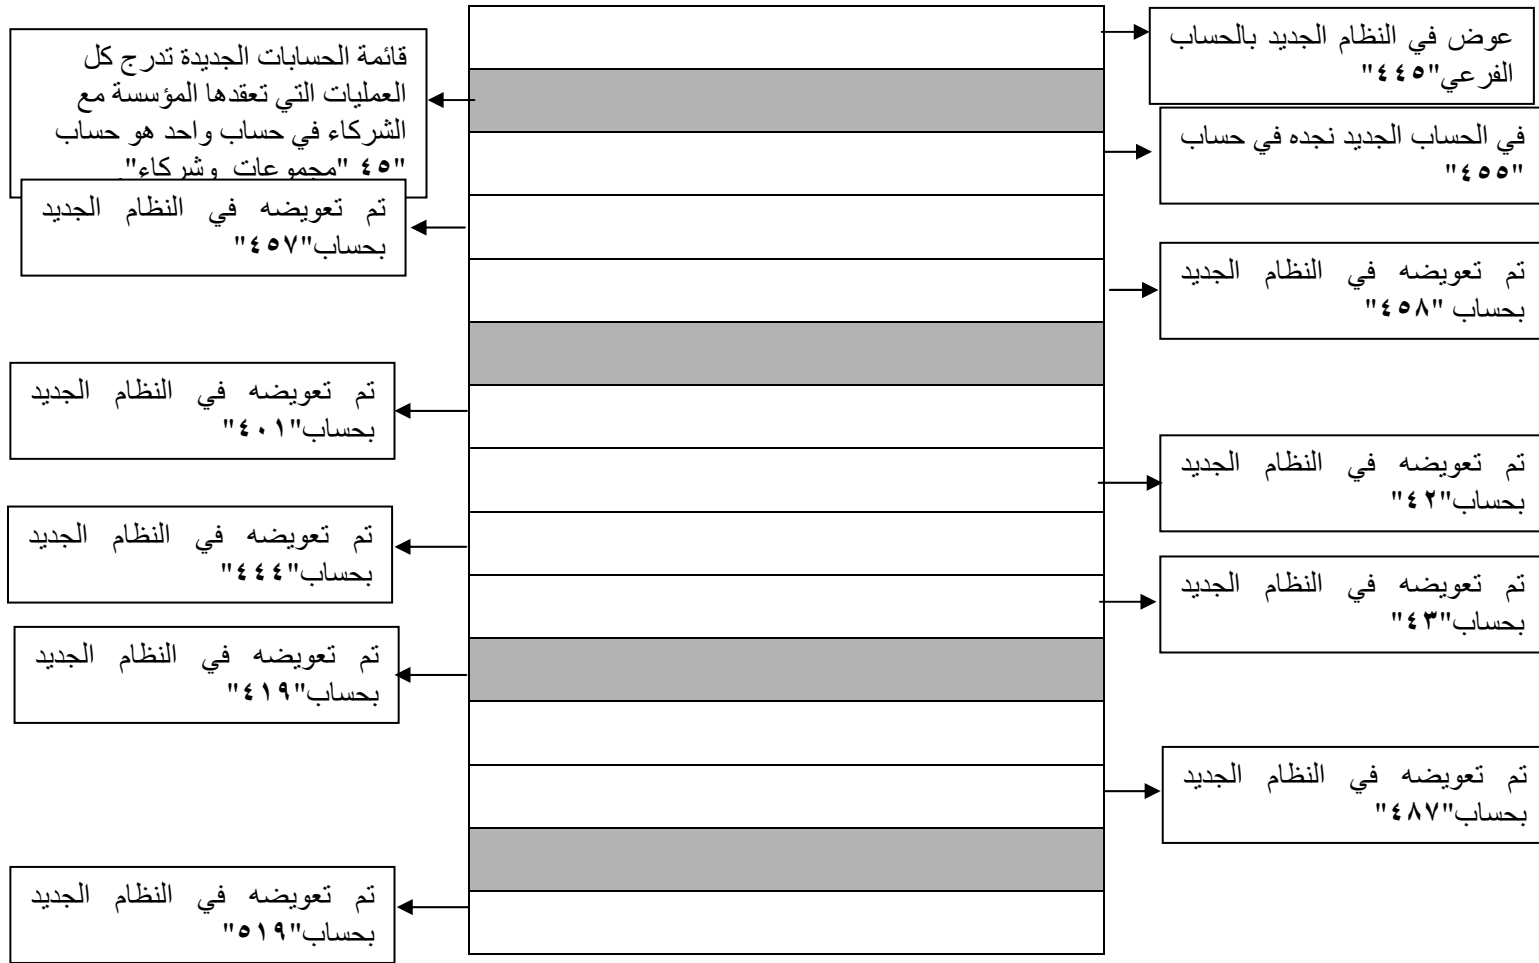 عوض في النظام الجديد بالحساب
الفرعي"٤٤٥"
قائمة الحسابات الجديدة تدرج كل
العمليات التي تعقدها المؤسسة مع
الشركاء في حساب واحد هو حساب
"٤٥ "مجموعات وشركاء".
في الحساب الجديد نجده في حساب
"٤٥٥"
تم تعويضه في النظام الجديد
بحساب"٤٥٧"
تم تعويضه في النظام الجديد
بحساب "٤٥٨"
تم تعويضه في النظام الجديد
بحساب"٤٠١"
تم تعويضه في النظام الجديد
بحساب"٤٢"
تم تعويضه في النظام الجديد
بحساب"٤٤٤"
تم تعويضه في النظام الجديد
بحساب"٤٣"
تم تعويضه في النظام الجديد
بحساب"٤١٩"
تم تعويضه في النظام الجديد
بحساب"٤٨٧"
تم تعويضه في النظام الجديد
بحساب"٥١٩"